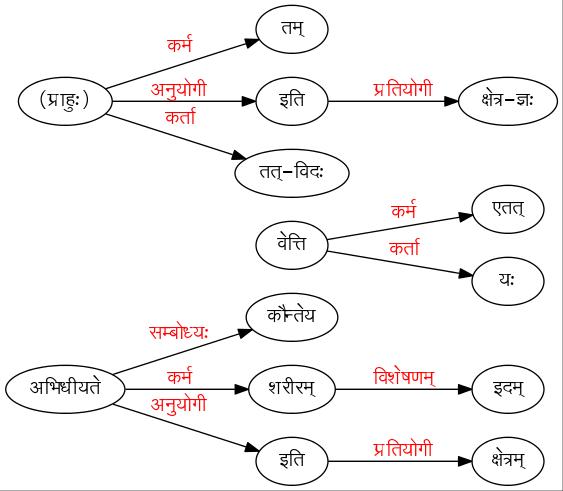 तम्
कर्म
(प्राहुः) अनुयोगी इति प्रतियोगी क्षेत्र-ज्ञः
कर्ता
तत्-विदः
एतत्
कर्म
वेत्ति
कर्ता
यः
कौन्तेय
सम्बोध्यः
अभिधीयते कर्म शरीरम् विशेषणम् इदम्
अनुयोगी
इति प्रतियोगी क्षेत्रम्